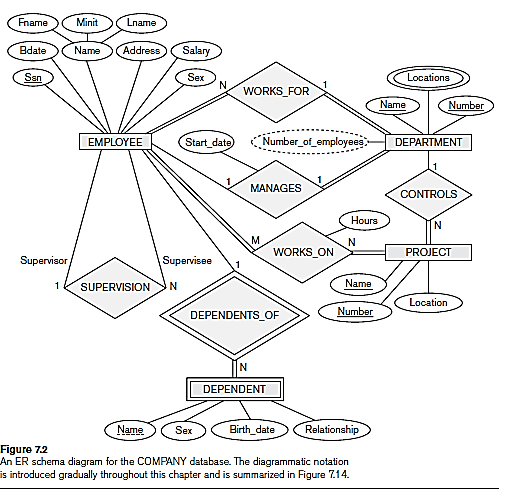 Fname Minit Lname
Bdate Name Address Salary
Ssn Sex
N WORKS_FOR 1
Locations
Name Number
EMPLOYEE
Start_date
Number_of_employees
DEPARTMENT
1 MANAGES 1
1
CONTROLS
N
Hours
M WORKS_ON N
PROJECT
Supervisor Supervisee
1 SUPERVISION N
1
Name
Number
Location
DEPENDENTS_OF
N
DEPENDENT
Name Sex Birth_date Relationship
Figure 7.2
An ER schema diagram for the COMPANY database. The diagrammatic notation
is introduced gradually throughout this chapter and is summarized in Figure 7.14.